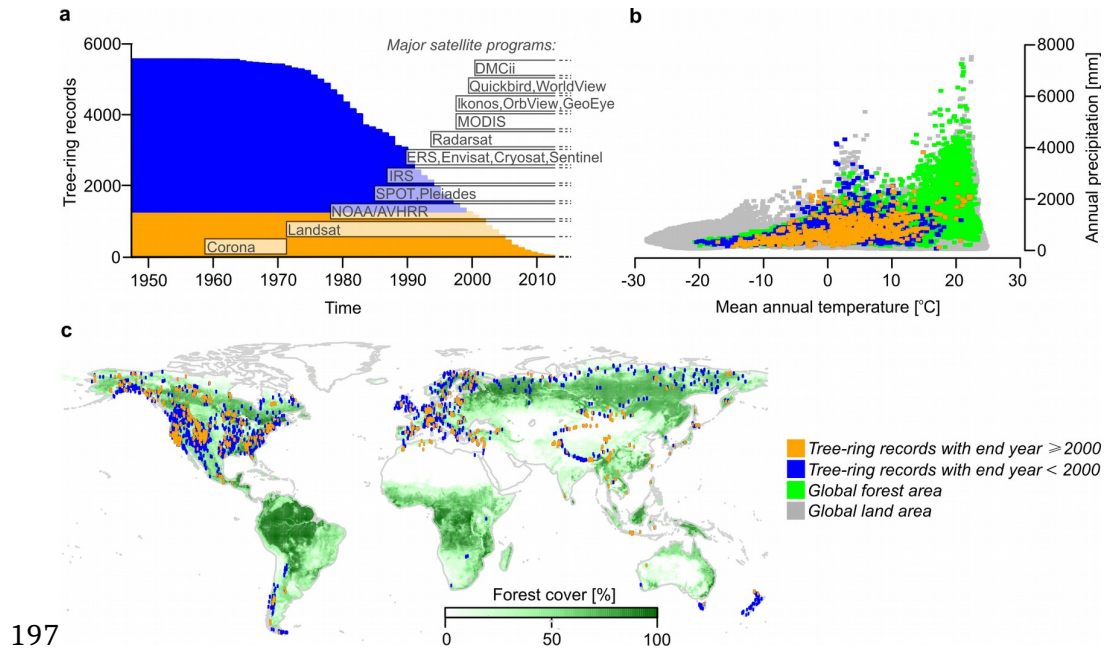 a
Major satellite programs:
6000
4000
2000
0
Tree-ring records
DMCii
Quickbird,WorldView
Ikonos,OrbView,GeoEye
MODIS
Radarsat
ERS,Envisat,Cryosat,Sentinel
IRS
SPOT,Pleiades
NOAA/AVHRR
Landsat
Corona
1950 1960 1970 1980 1990 2000 2010
Time
b
8000
6000
4000
2000
0
Annual precipitation [mm]
-30 -20 -10 0 10 20 30
Mean annual temperature [°C]
c
Tree-ring records with end year ⩾ 2000
Tree-ring records with end year < 2000
Global forest area
Global land area
Forest cover [%]
0 50 100
197